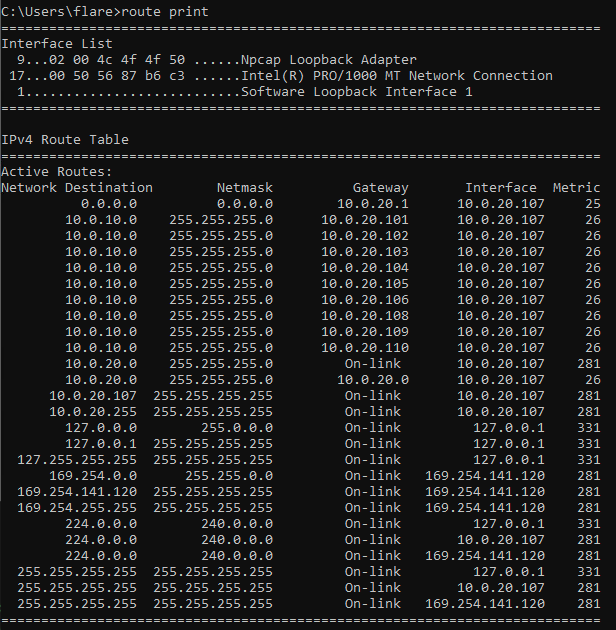 C:\Users\flare>route print
===========================================================================
Interface List
  9...02 00 4c 4f 4f 50 ......Npcap Loopback Adapter
 17...00 50 56 87 b6 c3 ......Intel(R) PRO/1000 MT Network Connection
  1...........................Software Loopback Interface 1
===========================================================================
IPv4 Route Table
===========================================================================
Active Routes:
Network Destination        Netmask          Gateway       Interface  Metric
          0.0.0.0          0.0.0.0        10.0.20.1      10.0.20.107     25
        10.0.10.0    255.255.255.0      10.0.20.101      10.0.20.107     26
        10.0.10.0    255.255.255.0      10.0.20.102      10.0.20.107     26
        10.0.10.0    255.255.255.0      10.0.20.103      10.0.20.107     26
        10.0.10.0    255.255.255.0      10.0.20.104      10.0.20.107     26
        10.0.10.0    255.255.255.0      10.0.20.105      10.0.20.107     26
        10.0.10.0    255.255.255.0      10.0.20.106      10.0.20.107     26
        10.0.10.0    255.255.255.0      10.0.20.108      10.0.20.107     26
        10.0.10.0    255.255.255.0      10.0.20.109      10.0.20.107     26
        10.0.10.0    255.255.255.0      10.0.20.110      10.0.20.107     26
        10.0.20.0    255.255.255.0         On-link       10.0.20.107    281
        10.0.20.0    255.255.255.0        10.0.20.0      10.0.20.107     26
      10.0.20.107  255.255.255.255         On-link       10.0.20.107    281
      10.0.20.255  255.255.255.255         On-link       10.0.20.107    281
        127.0.0.0        255.0.0.0         On-link         127.0.0.1    331
        127.0.0.1  255.255.255.255         On-link         127.0.0.1    331
  127.255.255.255  255.255.255.255         On-link         127.0.0.1    331
      169.254.0.0      255.255.0.0         On-link   169.254.141.120    281
  169.254.141.120  255.255.255.255         On-link   169.254.141.120    281
  169.254.255.255  255.255.255.255         On-link   169.254.141.120    281
        224.0.0.0        240.0.0.0         On-link         127.0.0.1    331
        224.0.0.0        240.0.0.0         On-link       10.0.20.107    281
        224.0.0.0        240.0.0.0         On-link   169.254.141.120    281
  255.255.255.255  255.255.255.255         On-link         127.0.0.1    331
  255.255.255.255  255.255.255.255         On-link       10.0.20.107    281
  255.255.255.255  255.255.255.255         On-link   169.254.141.120    281
===========================================================================